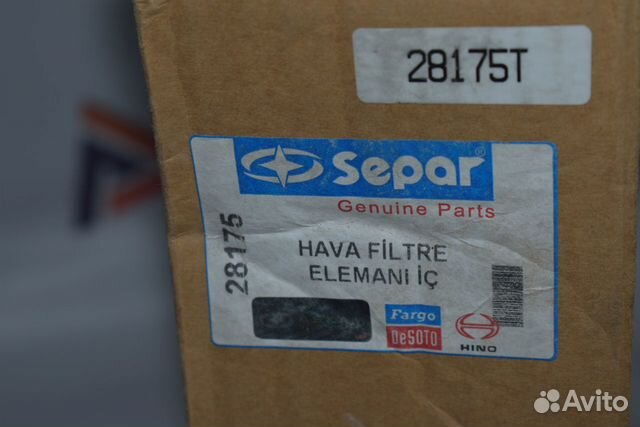 28175T
Separ®
Genuine Parts
28175
HAVA FİLTRE
ELEMANI İÇ
Fargo
DeSOTO
HINO
Avito